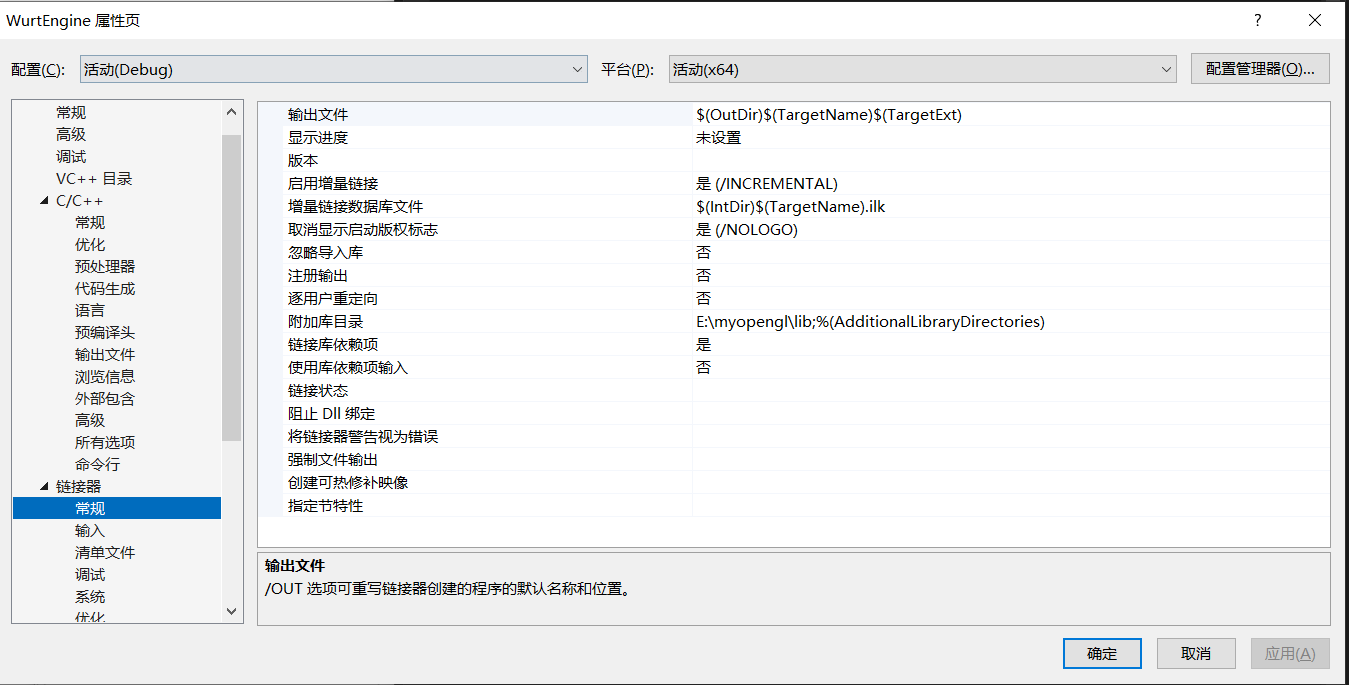 WurtEngine 属性页
?
配置(C):
活动(Debug)
平台(P):
活动(x64)
配置管理器(O)...
常规
高级
调试
VC++ 目录
C/C++
常规
优化
预处理器
代码生成
语言
预编译头
输出文件
浏览信息
外部包含
高级
所有选项
命令行
链接器
常规
输入
清单文件
调试
系统
优化
输出文件 $(OutDir)$(TargetName)$(TargetExt)
显示进度 未设置
版本
启用增量链接 是 (/INCREMENTAL)
增量链接数据库文件 $(IntDir)$(TargetName).ilk
取消显示启动版权标志 是 (/NOLOGO)
忽略导入库 否
注册输出 否
逐用户重定向 否
附加库目录 E:\myopengl\lib;%(AdditionalLibraryDirectories)
链接库依赖项 是
使用库依赖项输入 否
链接状态
阻止 Dll 绑定
将链接器警告视为错误
强制文件输出
创建可热修补映像
指定节特性
输出文件
/OUT 选项可重写链接器创建的程序的默认名称和位置。
确定
取消
应用(A)